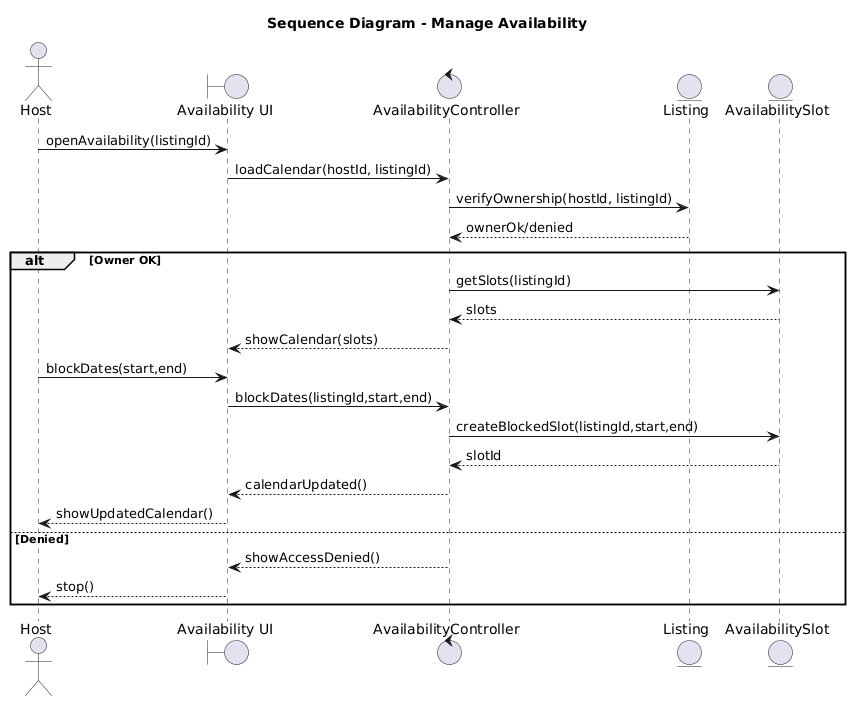 Sequence Diagram - Manage Availability
Host
Availability UI
AvailabilityController
Listing
AvailabilitySlot
openAvailability(listingId)
loadCalendar(hostId, listingId)
verifyOwnership(hostId, listingId)
ownerOk/denied
alt [Owner OK]
getSlots(listingId)
slots
showCalendar(slots)
blockDates(start,end)
blockDates(listingId,start,end)
createBlockedSlot(listingId,start,end)
slotId
calendarUpdated()
showUpdatedCalendar()
[Denied]
showAccessDenied()
stop()
Host
Availability UI
AvailabilityController
Listing
AvailabilitySlot